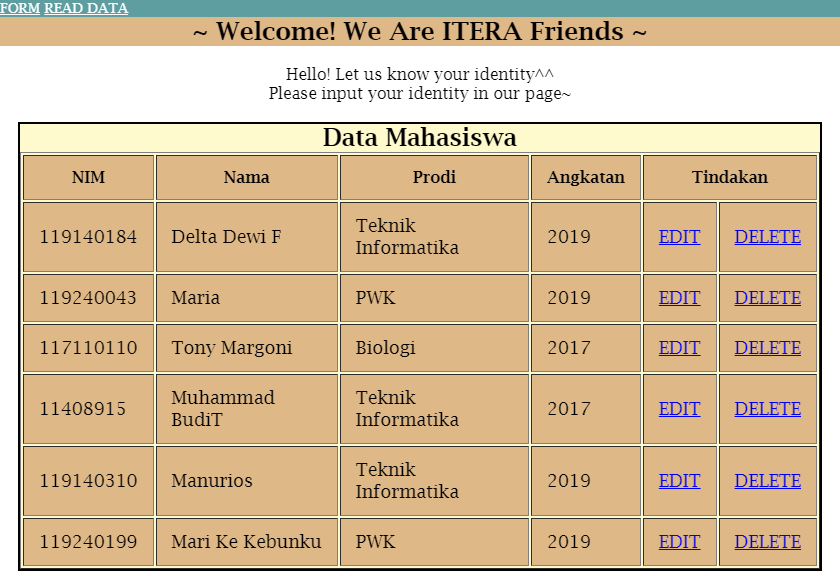 FORM READ DATA
~ Welcome! We Are ITERA Friends ~
Hello! Let us know your identity^^
Please input your identity in our page~
Data Mahasiswa
NIM Nama Prodi Angkatan Tindakan
119140184 Delta Dewi F Teknik Informatika 2019 EDIT DELETE
119240043 Maria PWK 2019 EDIT DELETE
117110110 Tony Margoni Biologi 2017 EDIT DELETE
11408915 Muhammad BudiT Teknik Informatika 2017 EDIT DELETE
119140310 Manurios Teknik Informatika 2019 EDIT DELETE
119240199 Mari Ke Kebunku PWK 2019 EDIT DELETE